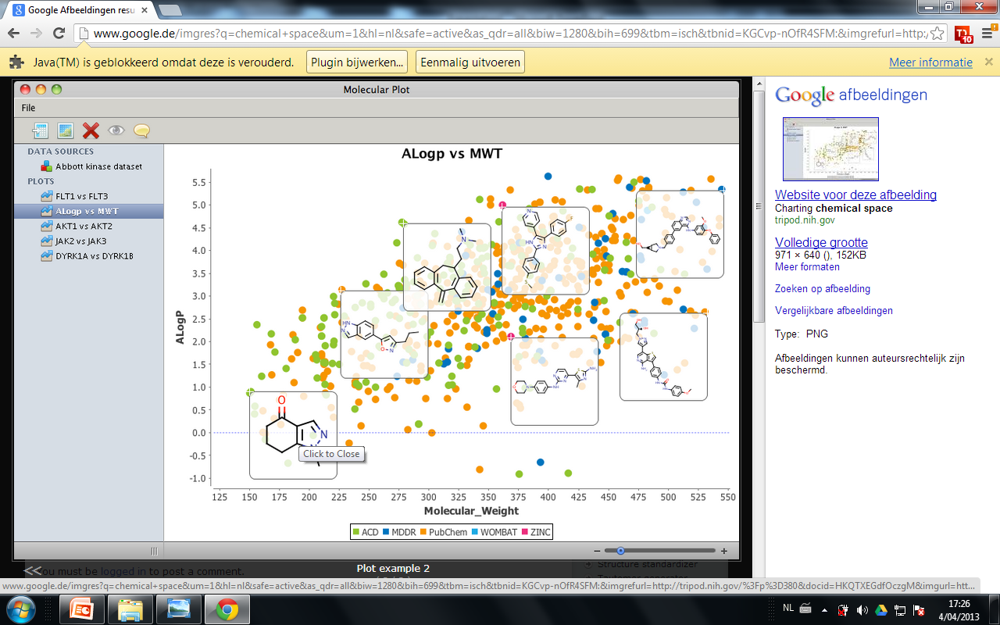 Google Afbeeldingen resu
www.google.de/imgres?q=chemical+space&um=1&hl=nl&safe=active&as_qdr=all&biw=1280&bih=699&tbm=isch&tbnid=KGCvp-nOfR4SFM:&imgrefurl=http:/
10
Java(TM) is geblokkeerd omdat deze is verouderd.
Plugin bijwerken...
Eenmalig uitvoeren
Meer informatie
Molecular Plot
File
DATA SOURCES
Abbott kinase dataset
PLOTS
FLT1 vs FLT3
ALogp vs MWT
AKT1 vs AKT2
JAK2 vs JAK3
DYRK1A vs DYRK1B
ALogp vs MWT
ALogP
5.5
5.0
4.5
4.0
3.5
3.0
2.5
2.0
1.5
1.0
0.5
0.0
-0.5
-1.0
O
N
Click to Close
125 150 175 200 225 250 275 300 325 350 375 400 425 450 475 500 525 550
Molecular_Weight
ACD MDDR PubChem WOMBAT ZINC
<<
ou must be logged in to post a comment.
Plot example 2
Structure standardizer
Tautomer generator
Google afbeeldingen
Website voor deze afbeelding
Charting chemical space
tripod.nih.gov
Volledige grootte
971 × 640 (), 152KB
Meer formaten
Zoeken op afbeelding
Vergelijkbare afbeeldingen
Type: PNG
Afbeeldingen kunnen auteursrechtelijk zijn
beschermd.
www.google.de/imgres?q=chemical+space&um=1&hl=nl&safe=active&as_qdr=all&biw=1280&bih=699&tbm=isch&tbnid=KGCvp-nOfR4SFM:&imgrefurl=http://tripod.nih.gov/%3Fp%3D380&docid=HKQTXEGdfOczgM&imgurl=htt...
NL
17:26
4/04/2013